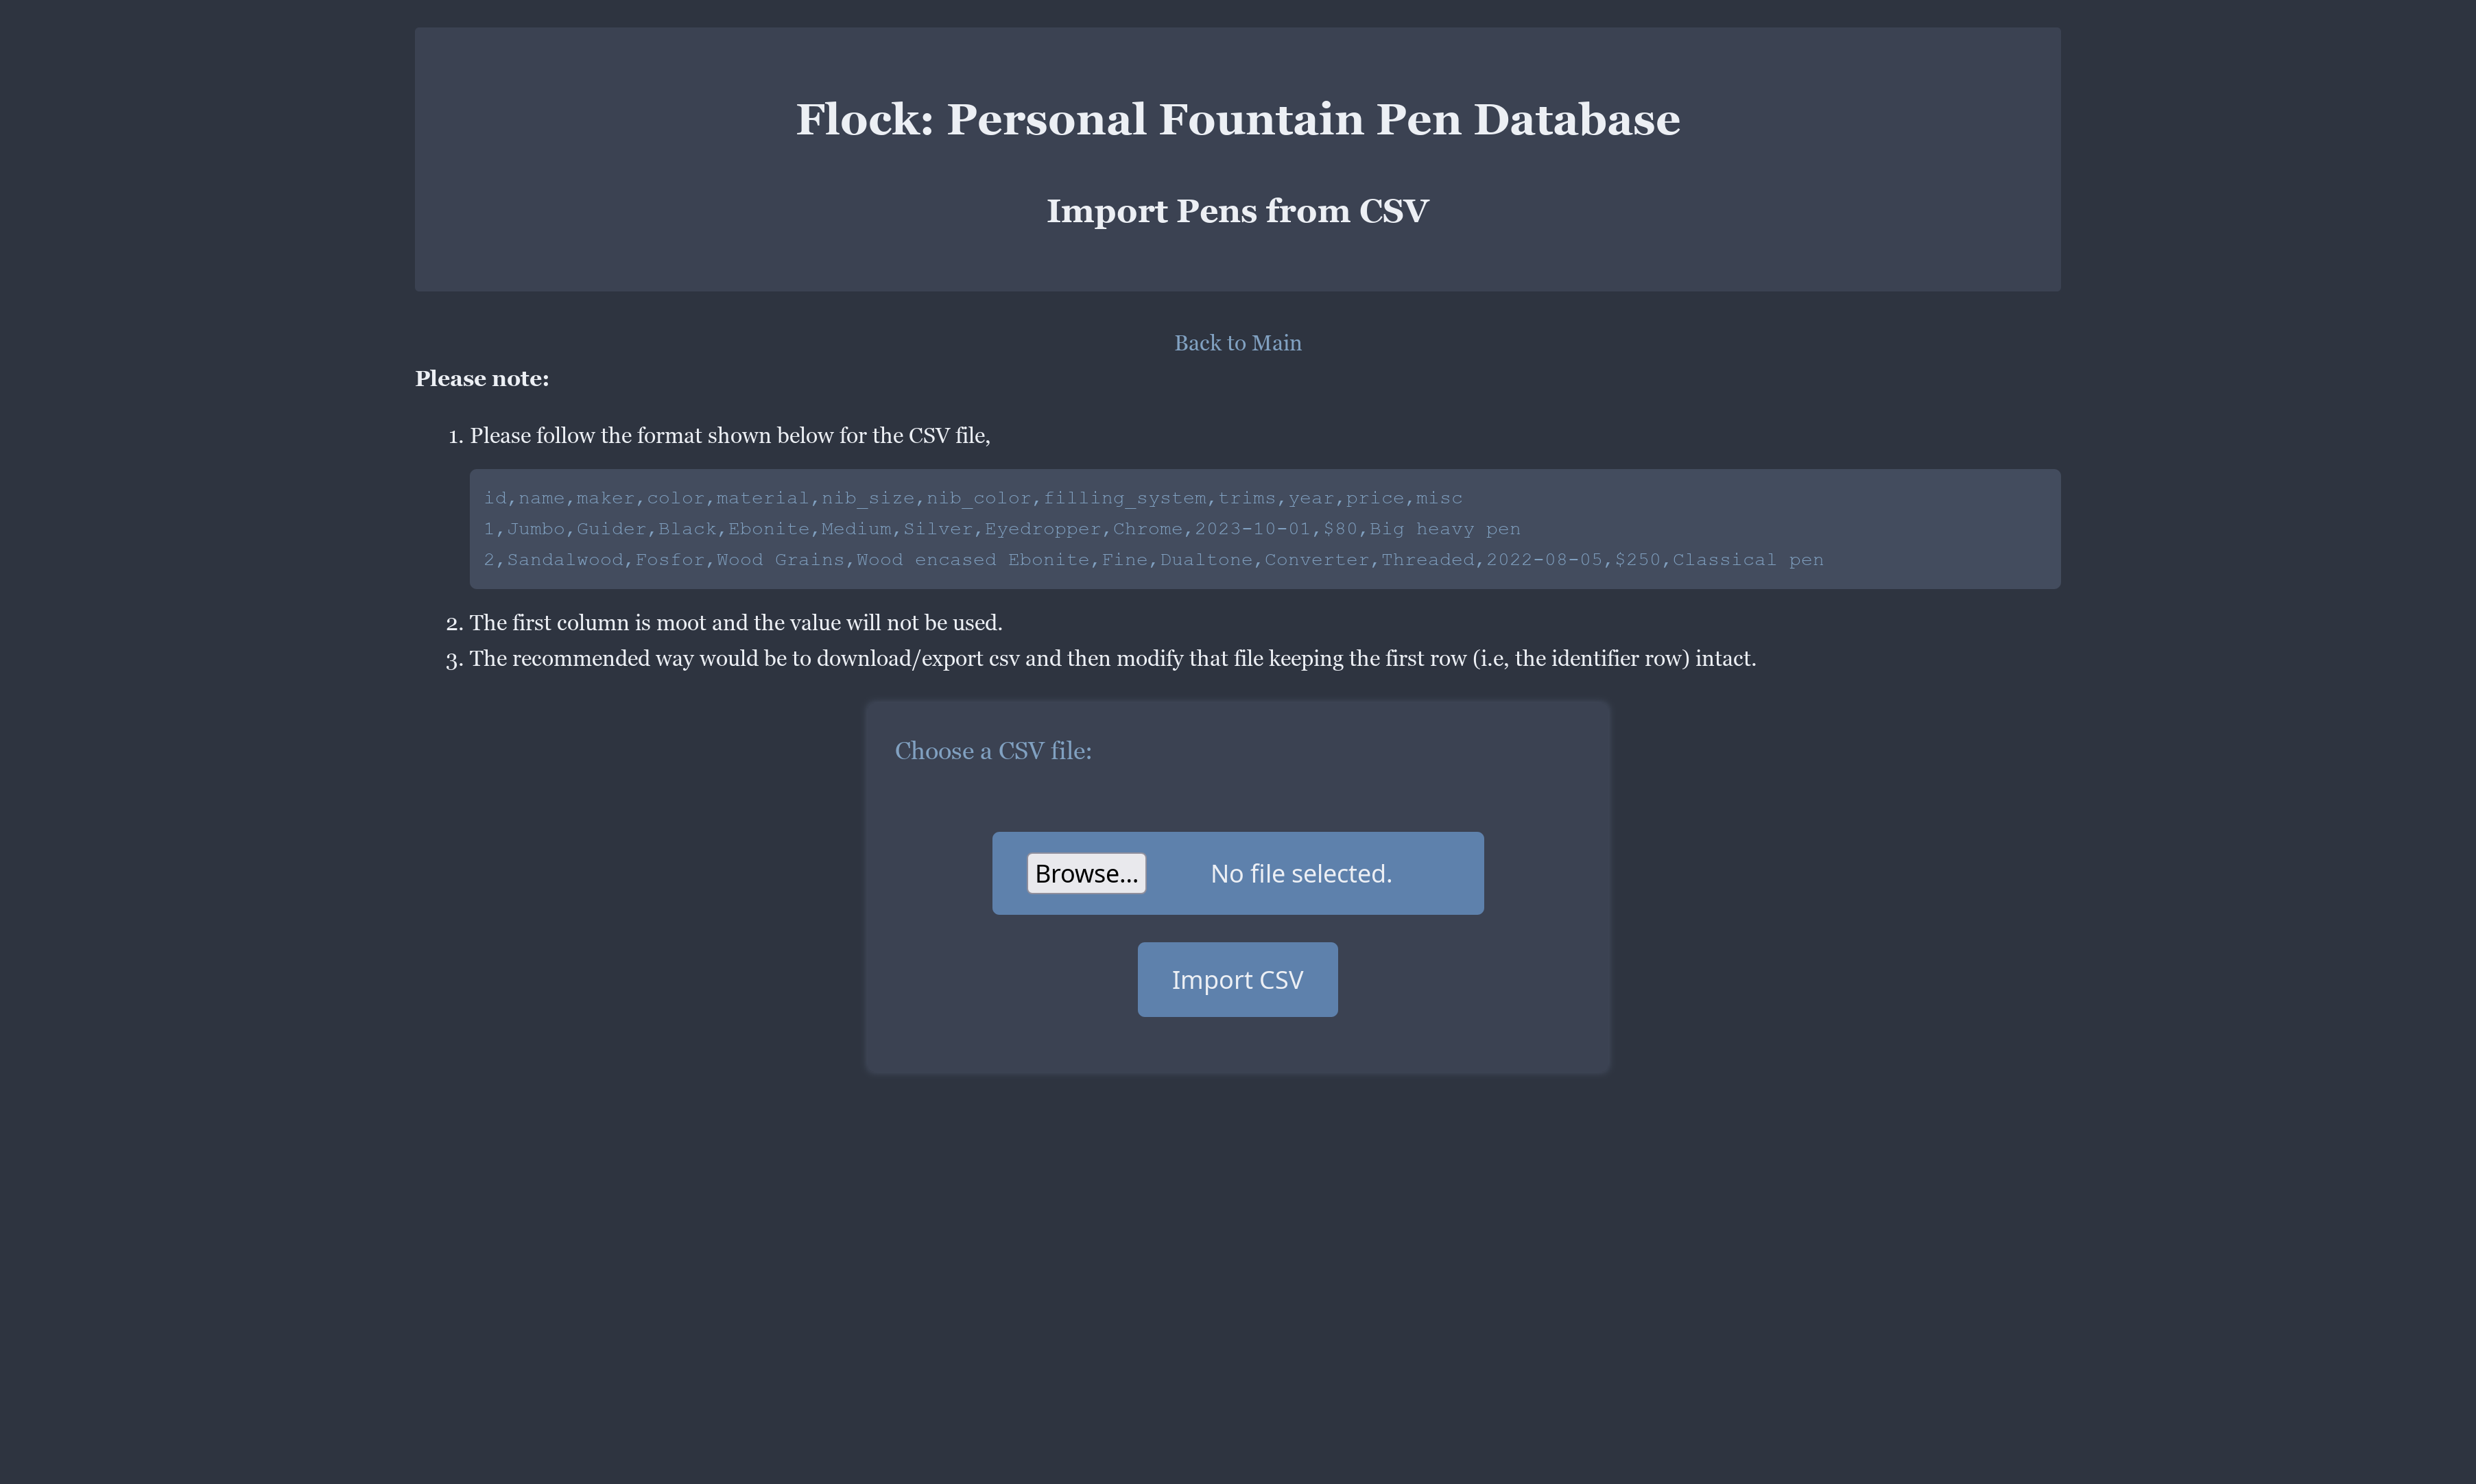 Flock: Personal Fountain Pen Database
Import Pens from CSV
Back to Main
Please note:
1. Please follow the format shown below for the CSV file,
id,name,maker,color,material,nib_size,nib_color,filling_system,trims,year,price,misc
1,Jumbo,Guider,Black,Ebonite,Medium,Silver,Eyedropper,Chrome,2023-10-01,$80,Big heavy pen
2,Sandalwood,Fosfor,Wood Grains,Wood encased Ebonite,Fine,Dualtone,Converter,Threaded,2022-08-05,$250,Classical pen
2. The first column is moot and the value will not be used.
3. The recommended way would be to download/export csv and then modify that file keeping the first row (i.e, the identifier row) intact.
Choose a CSV file:
Browse... No file selected.
Import CSV